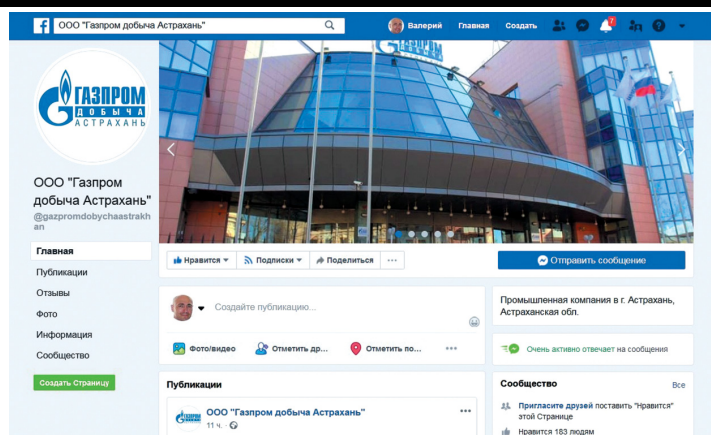 ООО "Газпром добыча Астрахань"
Валерий
Главная
Создать
7
ГАЗПРОМ
ДОБЫЧА
АСТРАХАНЬ
ООО "Газпром
добыча Астрахань"
@gazpromdobychaastrakh
an
Главная
Публикации
Отзывы
Фото
Информация
Сообщество
Создать Страницу
Нравится
Подписки
Поделиться
Отправить сообщение
Создайте публикацию...
Фото/видео
Отметить др...
Отметить по...
Публикации
ООО "Газпром добыча Астрахань"
11 ч.
Промышленная компания в г. Астрахань,
Астраханская обл.
Очень активно отвечает на сообщения
Сообщество
Все
Пригласите друзей поставить "Нравится"
этой Странице
Нравится 183 людям